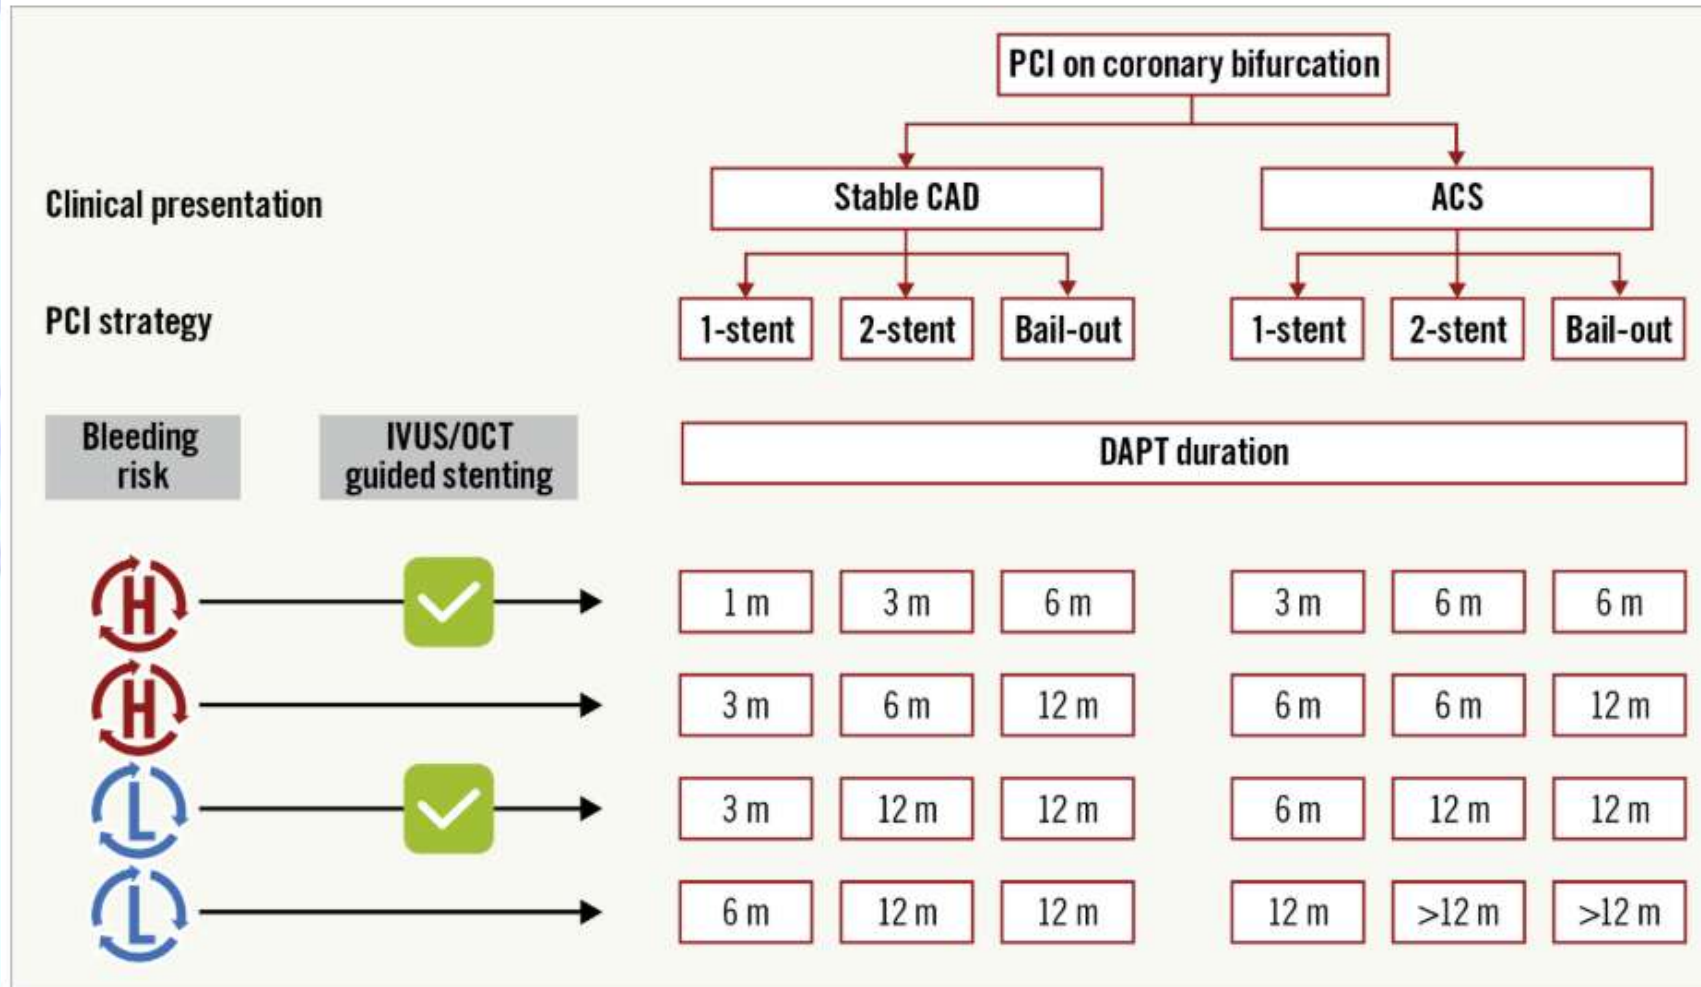 PCI on coronary bifurcation
Clinical presentation
Stable CAD
ACS
PCI strategy
1-stent
2-stent
Bail-out
1-stent
2-stent
Bail-out
Bleeding
risk
IVUS/OCT
guided stenting
DAPT duration
H
1 m
3 m
6 m
3 m
6 m
6 m
H
3 m
6 m
12 m
6 m
6 m
12 m
L
3 m
12 m
12 m
6 m
12 m
12 m
L
6 m
12 m
12 m
12 m
>12 m
>12 m